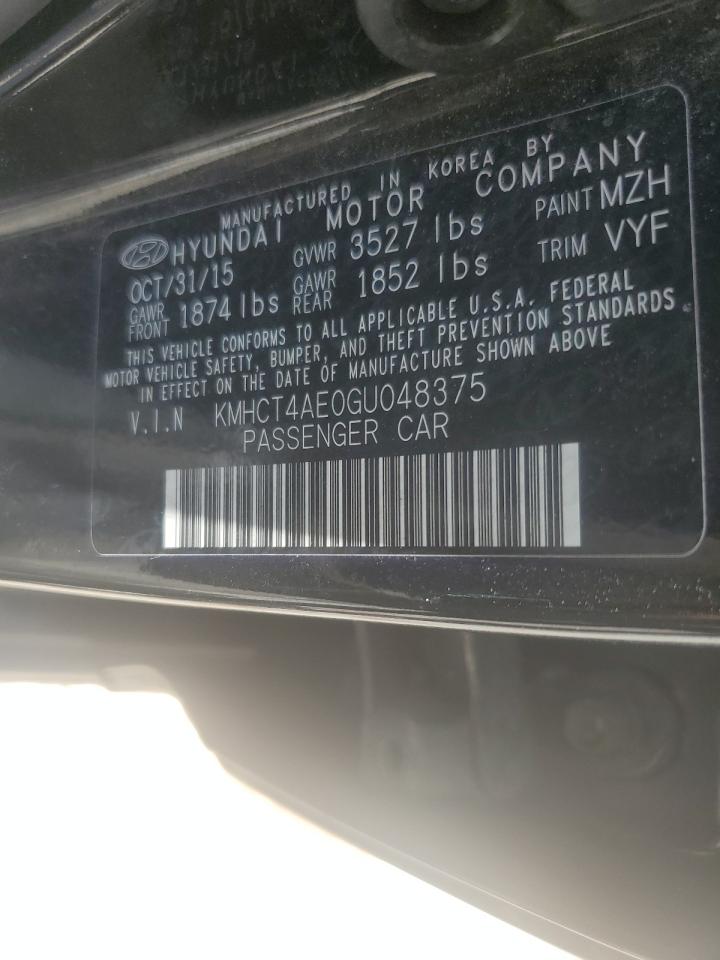 MANUFACTURED IN KOREA BY
HYUNDAI MOTOR COMPANY
OCT/31/15 GVWR 3527 lbs PAINT MZH
GAWR FRONT 1874 lbs GAWR REAR 1852 lbs TRIM VYF
THIS VEHICLE CONFORMS TO ALL APPLICABLE U.S.A. FEDERAL
MOTOR VEHICLE SAFETY, BUMPER, AND THEFT PREVENTION STANDARDS
IN EFFECT ON THE DATE OF MANUFACTURE SHOWN ABOVE
V.I.N KMHCT4AE0GU048375
PASSENGER CAR